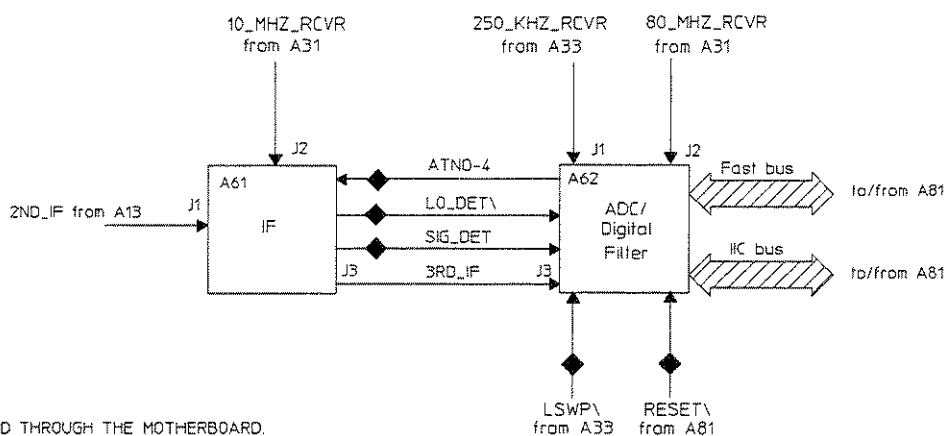 10_MHZ_RCVR
from A31
250_KHZ_RCVR
from A33
80_MHZ_RCVR
from A31
J2
J1
J2
A61
IF
ATN0-4
A62
ADC/
Digital
Filter
Fast bus
to/from A81
2ND_IF from A13
J1
LO_DET\
SIG_DET
J3
3RD_IF
J3
IIC bus
to/from A81
LSWP\
from A33
RESET\
from A81
D THROUGH THE MOTHERBOARD.